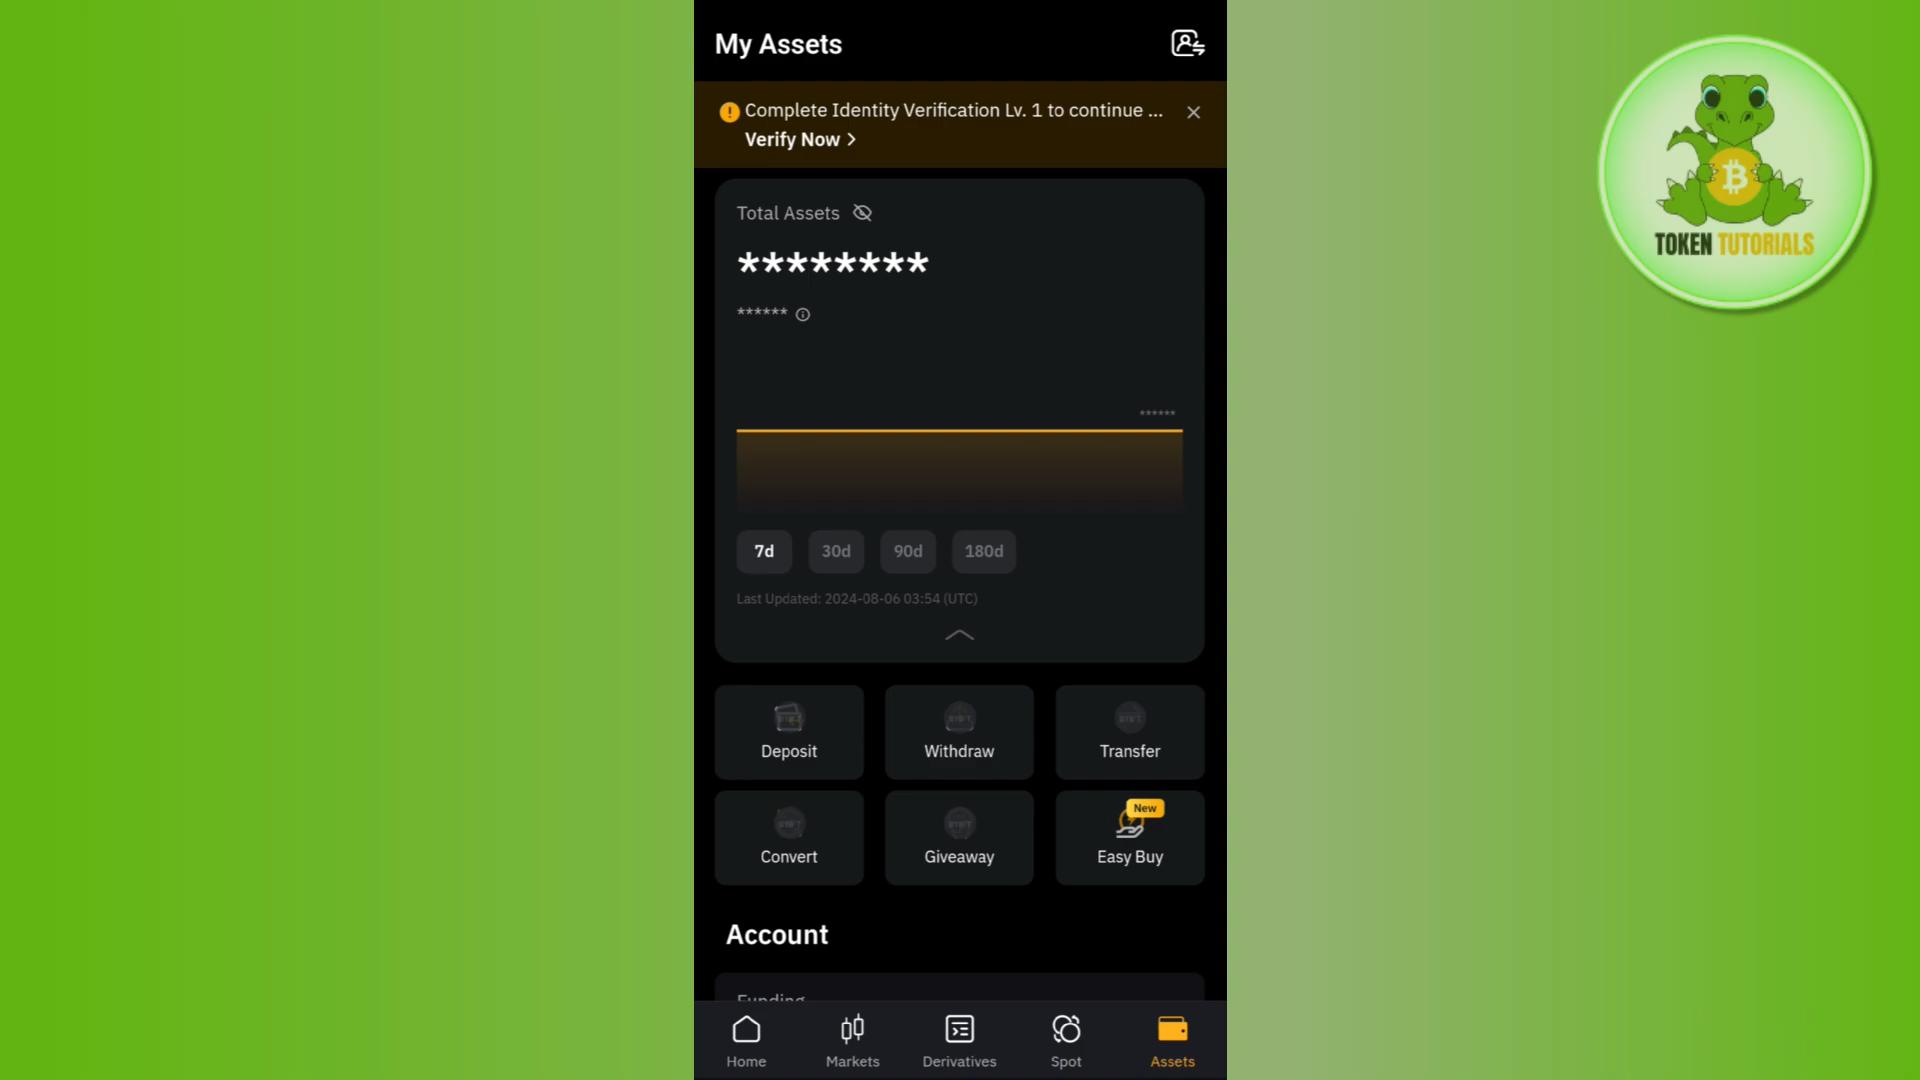 My Assets
Complete Identity Verification Lv. 1 to continue ...
Verify Now >
Total Assets
********
******
******
7d 30d 90d 180d
Last Updated: 2024-08-06 03:54 (UTC)
Deposit Withdraw Transfer
New
Convert Giveaway Easy Buy
Account
Funding
Home Markets Derivatives Spot Assets
TOKEN TUTORIALS